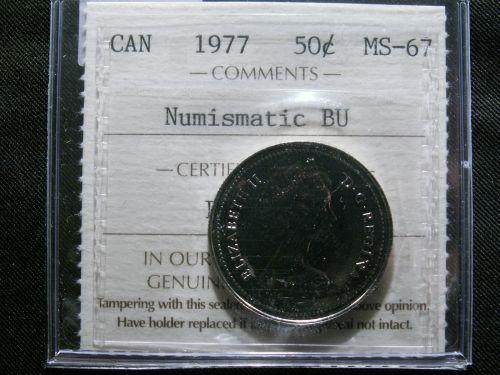 CAN 1977 50¢ MS-67
— COMMENTS —
Numismatic BU
— CERTIF
IN OUR
GENUIN
ELIZABETH II D·G·REGINA
Tampering with this seale ove opinion.
Have holder replaced if eal not intact.